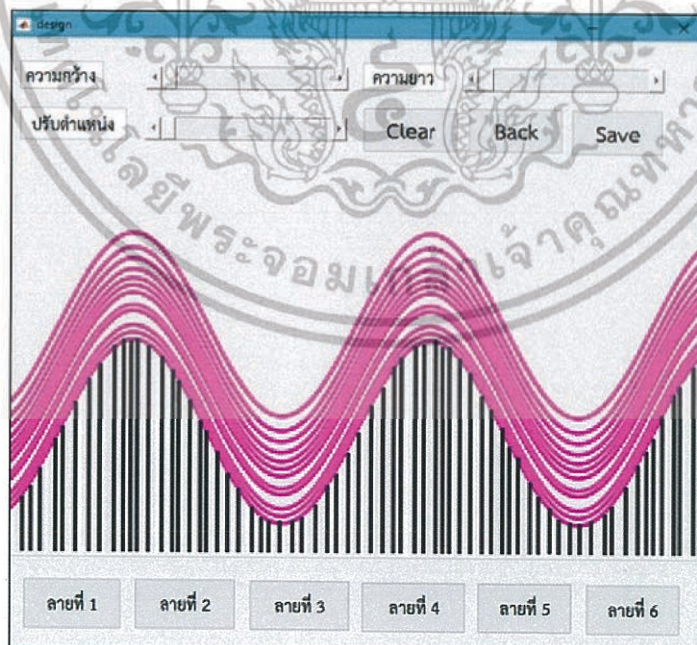 design
ความกว้าง ความยาว
ปรับตำแหน่ง Clear Back Save
ลายที่ 1 ลายที่ 2 ลายที่ 3 ลายที่ 4 ลายที่ 5 ลายที่ 6